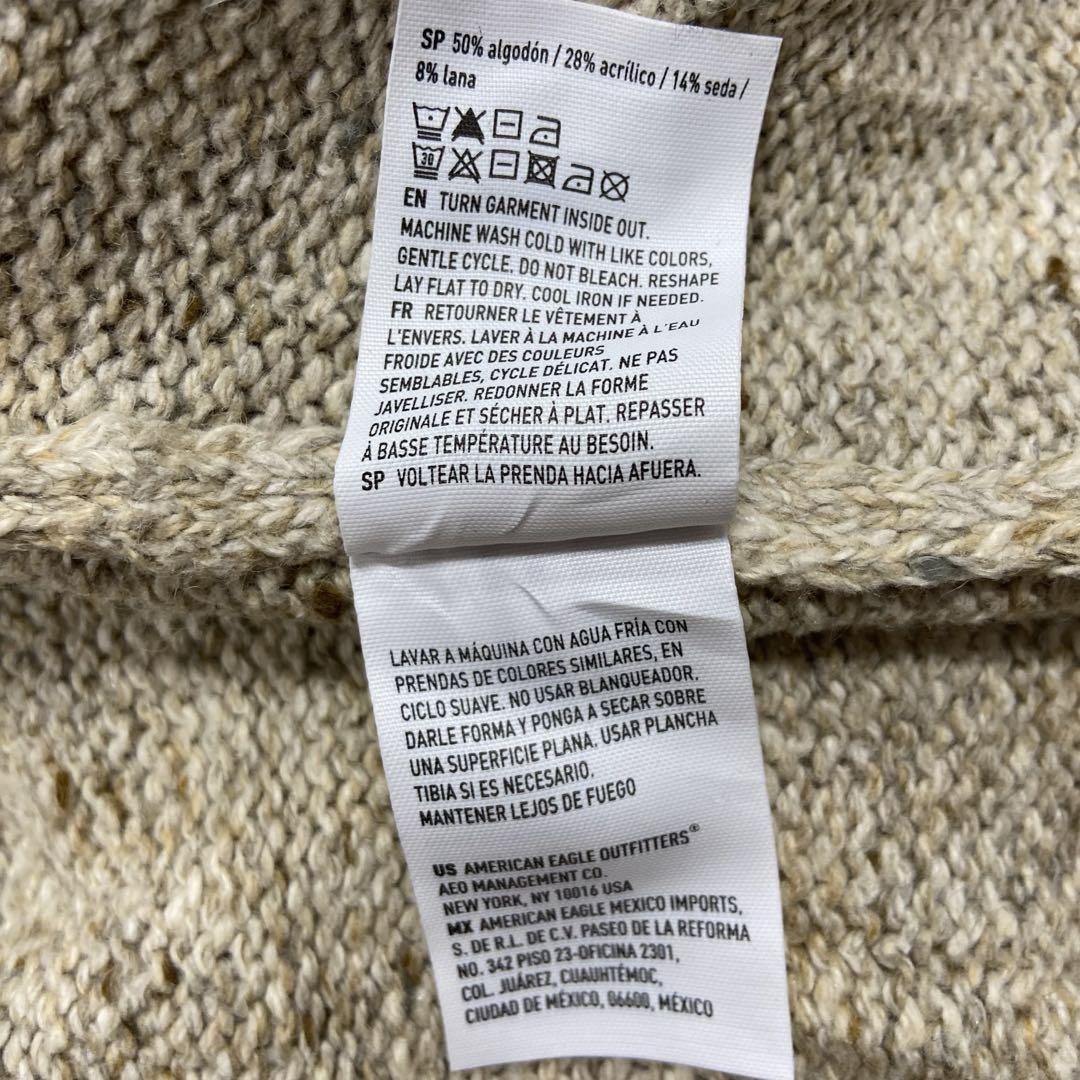 SP 50% algodón / 28% acrílico / 14% seda /
8% lana
30
EN TURN GARMENT INSIDE OUT.
MACHINE WASH COLD WITH LIKE COLORS,
GENTLE CYCLE. DO NOT BLEACH. RESHAPE
LAY FLAT TO DRY. COOL IRON IF NEEDED.
FR RETOURNER LE VÊTEMENT À
L'ENVERS. LAVER À LA MACHINE À L'EAU
FROIDE AVEC DES COULEURS
SEMBLABLES, CYCLE DÉLICAT. NE PAS
JAVELLISER. REDONNER LA FORME
ORIGINALE ET SÉCHER À PLAT. REPASSER
À BASSE TEMPÉRATURE AU BESOIN.
SP VOLTEAR LA PRENDA HACIA AFUERA.
LAVAR A MÁQUINA CON AGUA FRÍA CON
PRENDAS DE COLORES SIMILARES, EN
CICLO SUAVE. NO USAR BLANQUEADOR.
DARLE FORMA Y PONGA A SECAR SOBRE
UNA SUPERFICIE PLANA. USAR PLANCHA
TIBIA SI ES NECESARIO.
MANTENER LEJOS DE FUEGO
US AMERICAN EAGLE OUTFITTERS®
AEO MANAGEMENT CO.
NEW YORK, NY 10016 USA
MX AMERICAN EAGLE MEXICO IMPORTS,
S. DE R.L. DE C.V. PASEO DE LA REFORMA
NO. 342 PISO 23-OFICINA 2301,
COL. JUÁREZ, CUAUHTÉMOC,
CIUDAD DE MÉXICO, 06600, MÉXICO